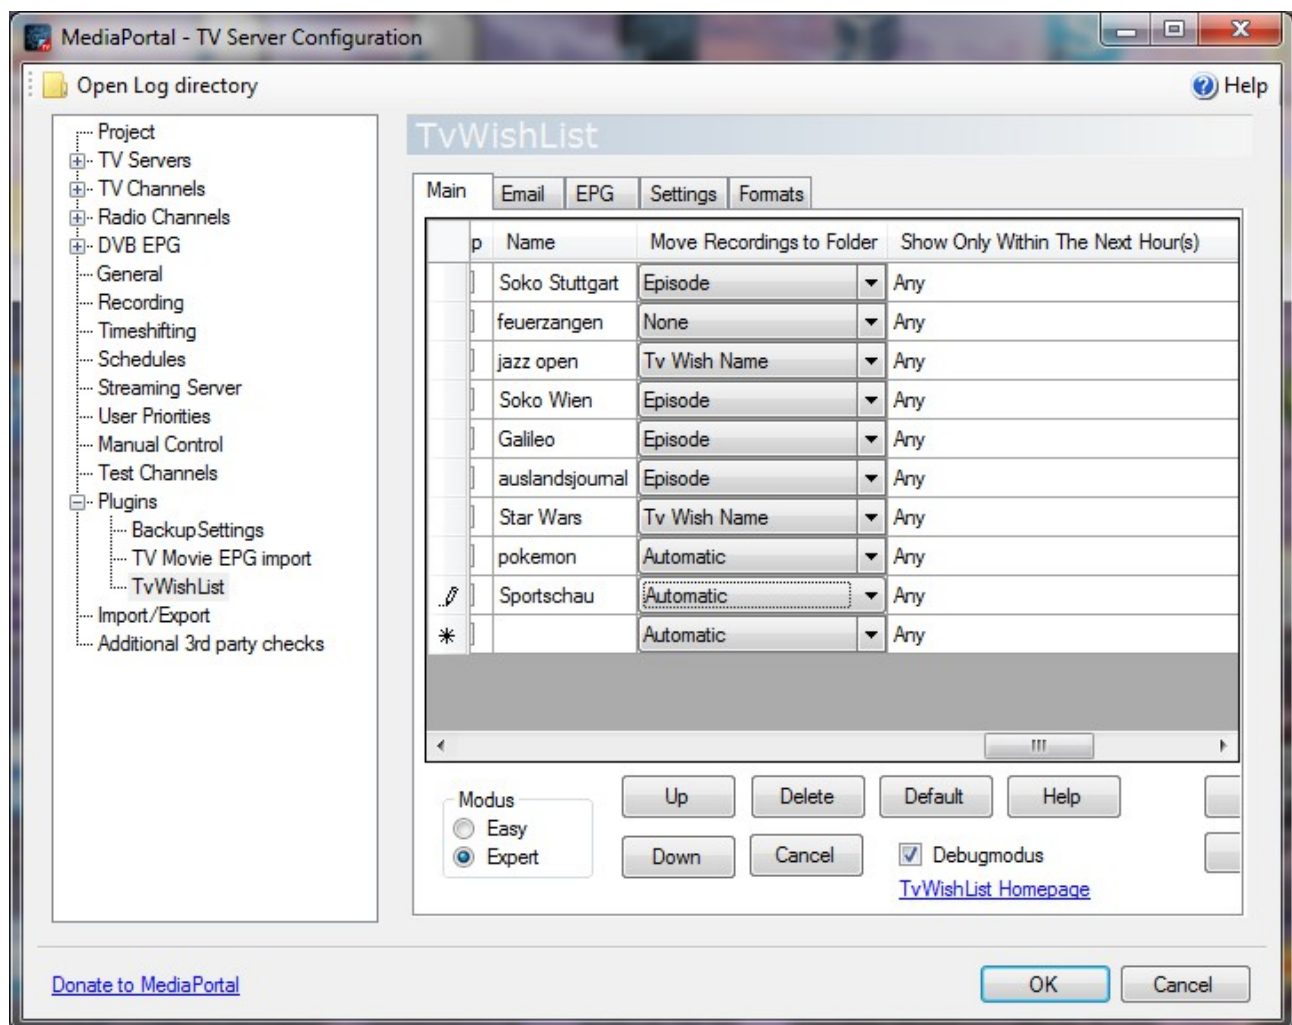 MediaPortal - TV Server Configuration
Open Log directory
Help
Project
TV Servers
TV Channels
Radio Channels
DVB EPG
General
Recording
Timeshifting
Schedules
Streaming Server
User Priorities
Manual Control
Test Channels
Plugins
BackupSettings
TV Movie EPG import
TvWishList
Import/Export
Additional 3rd party checks
TvWishList
Main Email EPG Settings Formats
p Name Move Recordings to Folder Show Only Within The Next Hour(s)
Soko Stuttgart Episode Any
feuerzangen None Any
jazz open Tv Wish Name Any
Soko Wien Episode Any
Galileo Episode Any
auslandsjournal Episode Any
Star Wars Tv Wish Name Any
pokemon Automatic Any
Sportschau Automatic Any
Automatic Any
Modus
Easy
Expert
Up Delete Default Help
Down Cancel Debugmodus
TvWishList Homepage
Donate to MediaPortal
OK Cancel